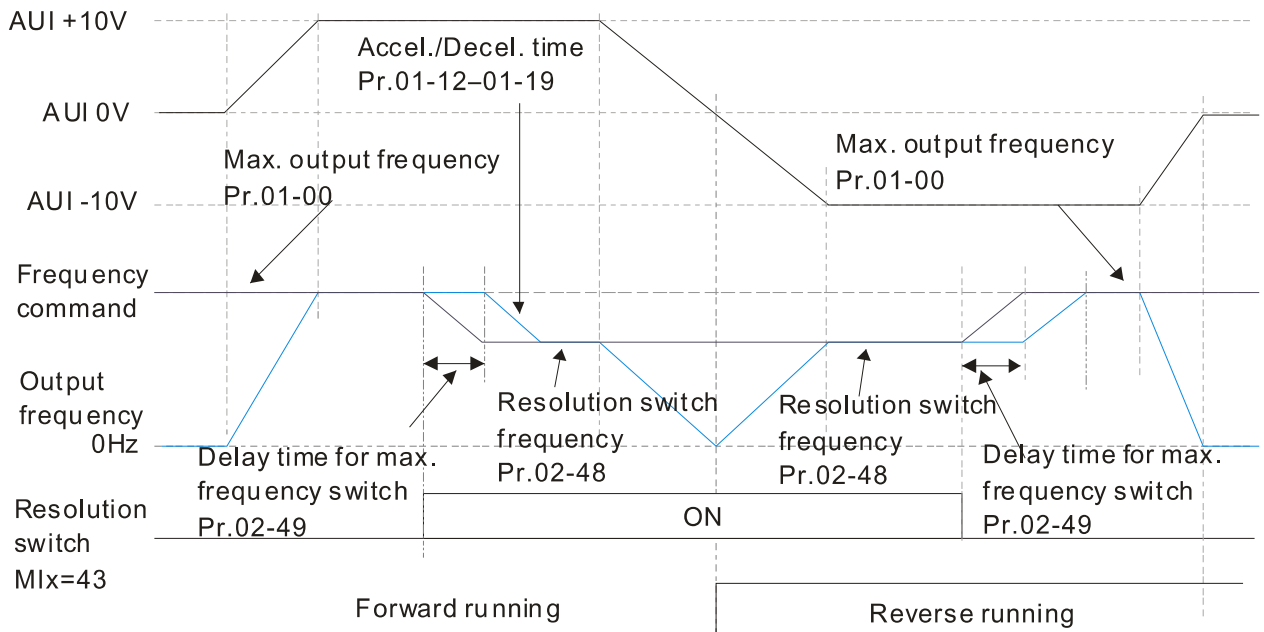 AUI +10V
Accel./Decel. time
Pr.01-12–01-19
AUI 0V
Max. output frequency
Pr.01-00
Max. output frequency
Pr.01-00
AUI -10V
Frequency
command
Output
frequency
0Hz
Resolution switch
frequency
Pr.02-48
Resolution switch
frequency
Pr.02-48
Delay time for max.
frequency switch
Pr.02-49
Delay time for max.
frequency switch
Pr.02-49
Resolution
switch
MIx=43
ON
Forward running
Reverse running